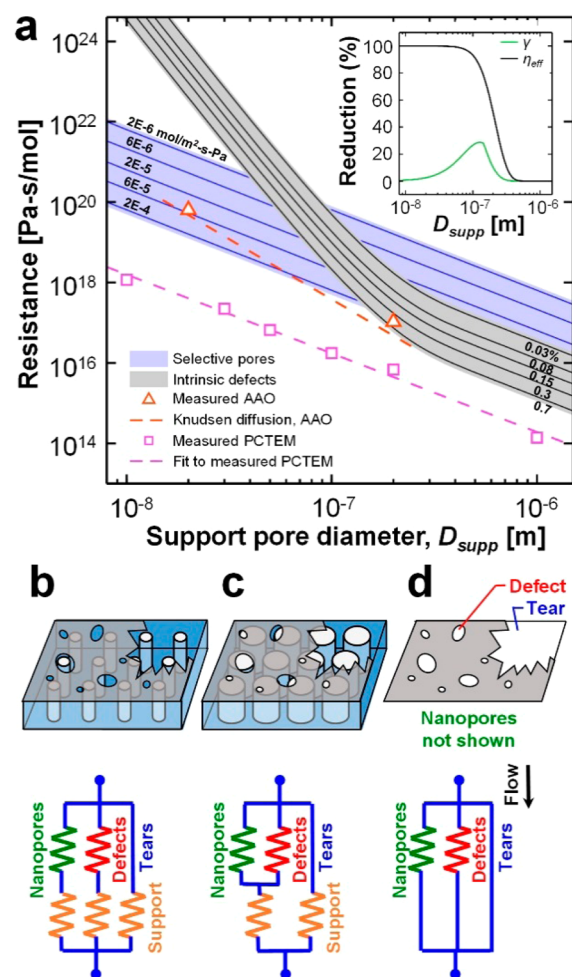 a
10^24
10^22
10^20
10^18
10^16
10^14
Resistance [Pa-s/mol]
2E-6 mol/m²-s-Pa
6E-6
2E-5
6E-5
2E-4
0.03%
0.08
0.15
0.3
0.7
Selective pores
Intrinsic defects
Measured AAO
Knudsen diffusion, AAO
Measured PCTEM
Fit to measured PCTEM
10^-8
10^-7
10^-6
Support pore diameter, D_supp [m]
100
80
60
40
20
0
Reduction (%)
γ
η_eff
10^-8
10^-7
10^-6
D_supp [m]
b
c
d
Defect
Tear
Nanopores
not shown
Flow
Nanopores
Defects
Tears
Support
Nanopores
Defects
Tears
Support
Nanopores
Defects
Tears